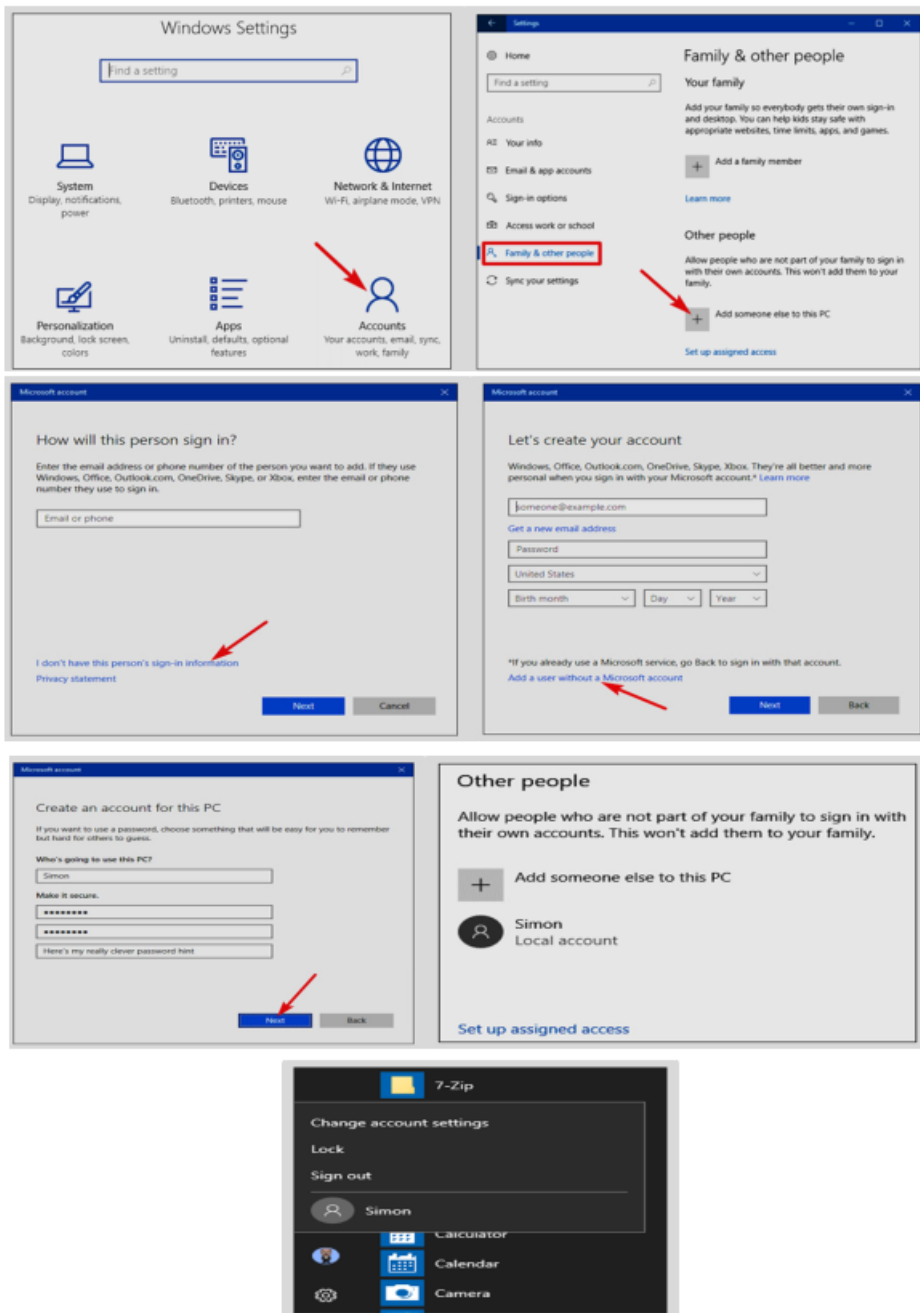 Windows Settings
Find a setting
System
Display, notifications,
power
Devices
Bluetooth, printers, mouse
Network & Internet
Wi-Fi, airplane mode, VPN
Personalization
Background, lock screen,
colors
Apps
Uninstall, defaults, optional
features
Accounts
Your accounts, email, sync,
work, family
Settings
Home
Find a setting
Accounts
Your info
Email & app accounts
Sign-in options
Access work or school
Family & other people
Sync your settings
Family & other people
Your family
Add your family so everybody gets their own sign-in
and desktop. You can help kids stay safe with
appropriate websites, time limits, apps, and games.
Add a family member
Learn more
Other people
Allow people who are not part of your family to sign in
with their own accounts. This won't add them to your
family.
Add someone else to this PC
Set up assigned access
Microsoft account
How will this person sign in?
Enter the email address or phone number of the person you want to add. If they use
Windows, Office, Outlook.com, OneDrive, Skype, or Xbox, enter the email or phone
number they use to sign in.
Email or phone
I don't have this person's sign-in information
Privacy statement
Next
Cancel
Microsoft account
Let's create your account
Windows, Office, Outlook.com, OneDrive, Skype, Xbox. They're all better and more
personal when you sign in with your Microsoft account.* Learn more
someone@example.com
Get a new email address
Password
United States
Birth month
Day
Year
*If you already use a Microsoft service, go Back to sign in with that account.
Add a user without a Microsoft account
Next
Back
Microsoft account
Create an account for this PC
If you want to use a password, choose something that will be easy for you to remember
but hard for others to guess.
Who's going to use this PC?
Simon
Make it secure.
Here's my really clever password hint
Next
Back
Other people
Allow people who are not part of your family to sign in with
their own accounts. This won't add them to your family.
Add someone else to this PC
Simon
Local account
Set up assigned access
7-Zip
Change account settings
Lock
Sign out
Simon
Calculator
Calendar
Camera